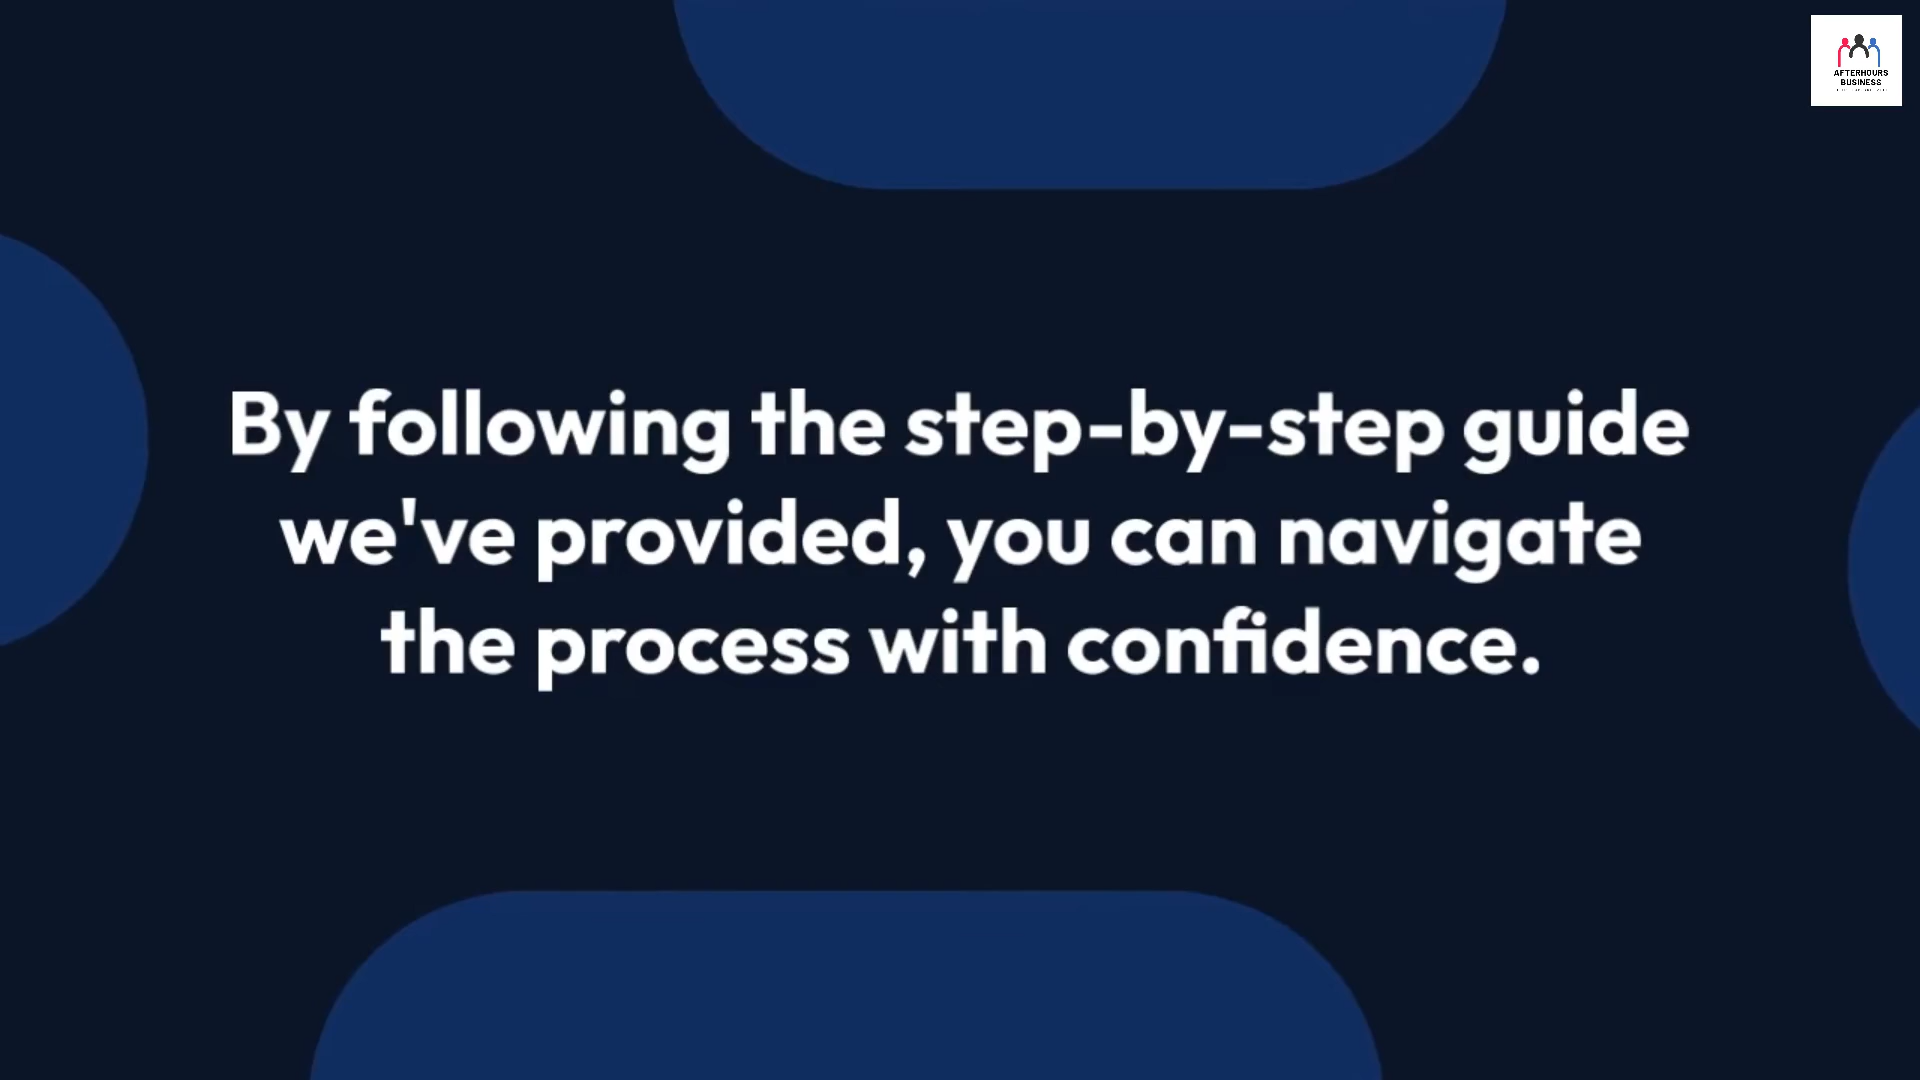 AFTERHOURS
BUSINESS
By following the step-by-step guide
we've provided, you can navigate
the process with confidence.